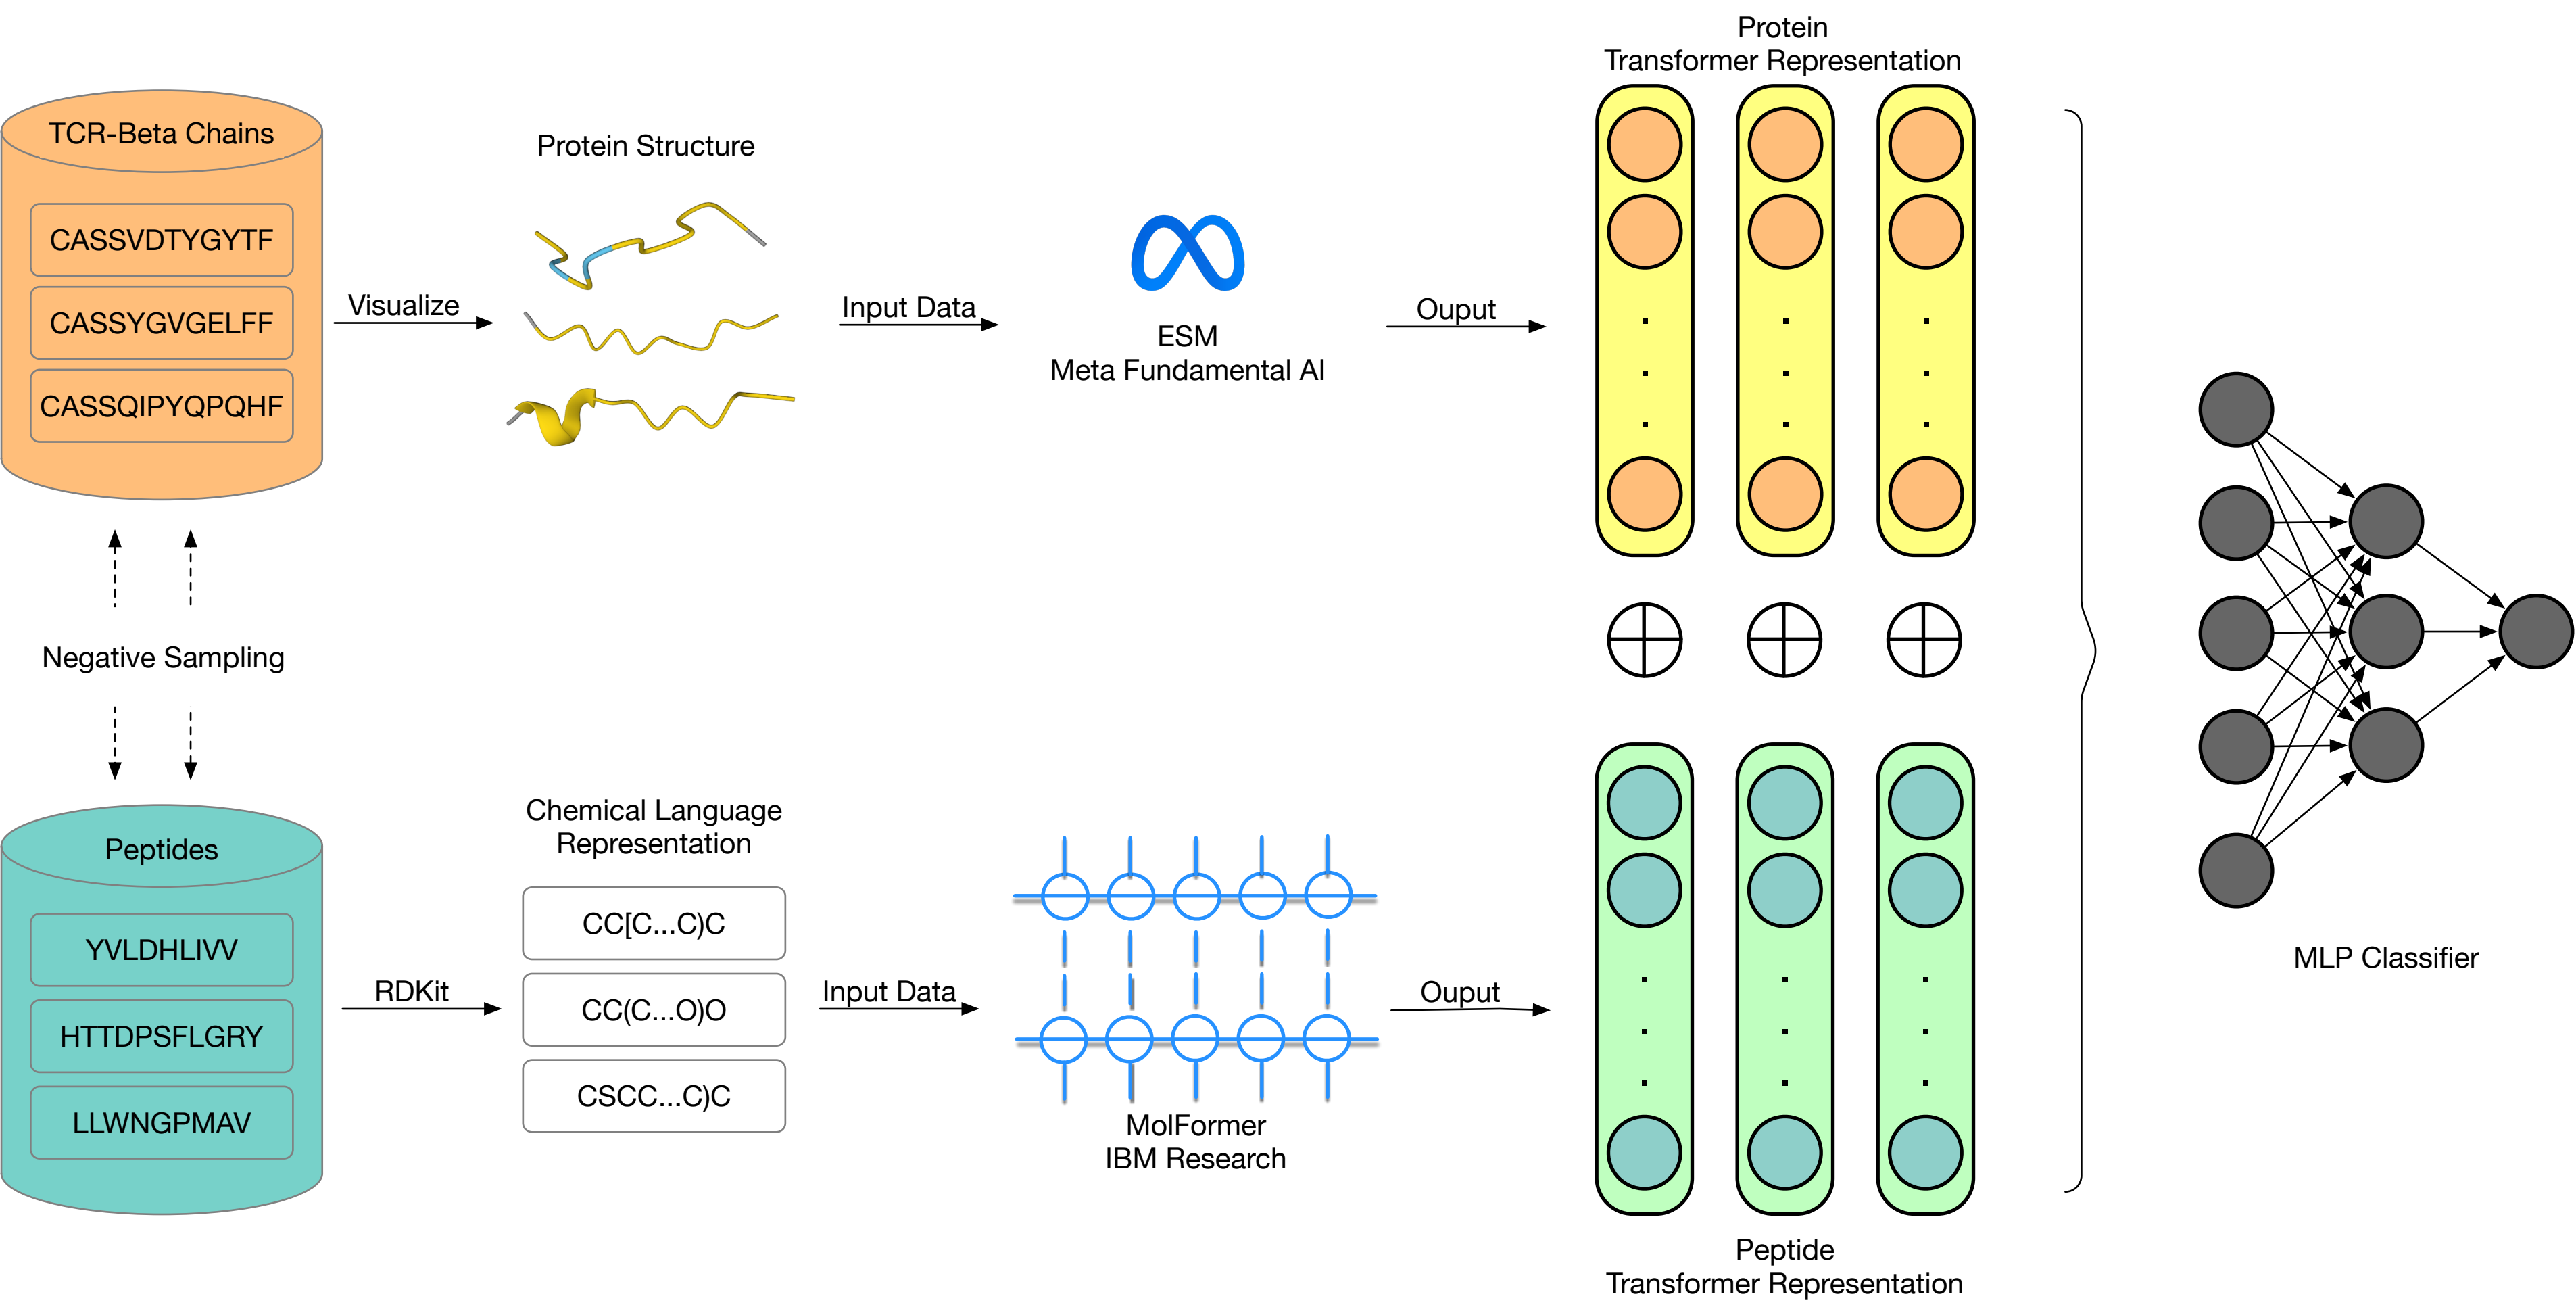 Protein
Transformer Representation
TCR-Beta Chains
CASSVDTYGYTF
CASSYGVGELFF
CASSQIPYQPQHF
Visualize
Protein Structure
Input Data
ESM
Meta Fundamental AI
Ouput
Negative Sampling
Peptides
YVLDHLIVV
HTTDPSFLGRY
LLWNGPMAV
RDKit
Chemical Language
Representation
CC[C...C)C
CC(C...O)O
CSCC...C)C
Input Data
MolFormer
IBM Research
Ouput
Peptide
Transformer Representation
MLP Classifier